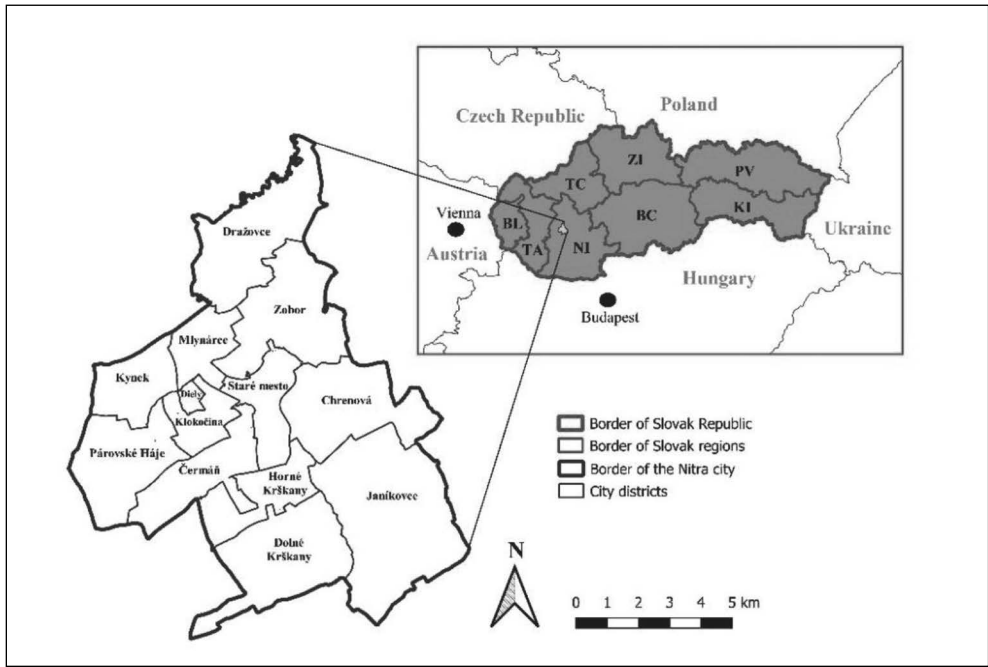 Poland
Czech Republic
ZI
PV
TC
KI
BC
BL
Vienna
Ukraine
TA
NI
Austria
Hungary
Budapest
Dražovce
Zobor
Mlynárce
Kynek
Staré mesto
Diely
Chrenová
Klokočina
Párovské Háje
Čermáň
Horné
Krškany
Janíkovce
Dolné
Krškany
Border of Slovak Republic
Border of Slovak regions
Border of the Nitra city
City districts
N
0 1 2 3 4 5 km